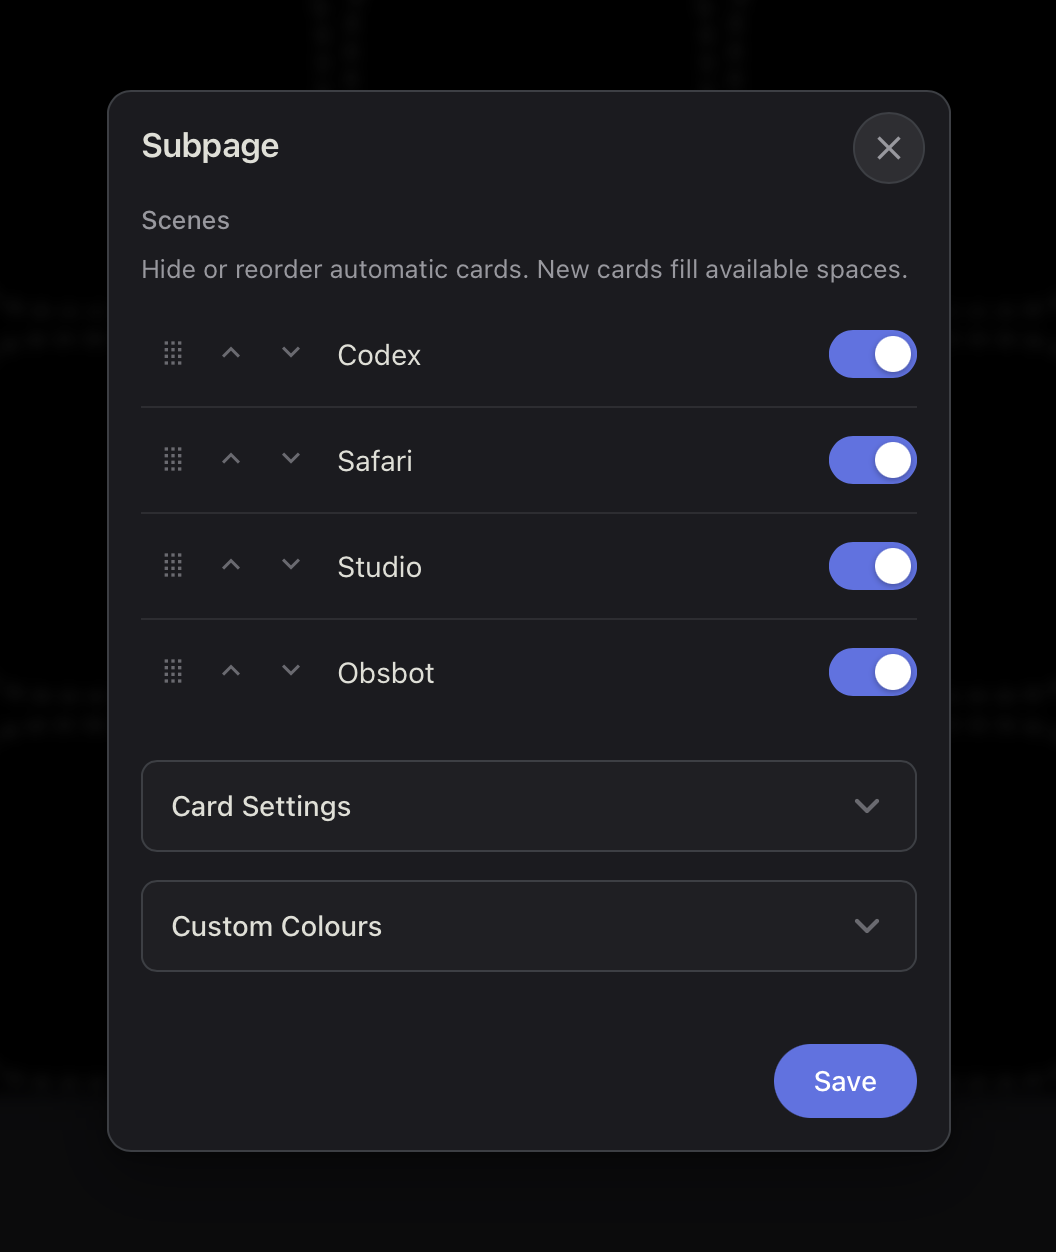 Subpage
Scenes
Hide or reorder automatic cards. New cards fill available spaces.
Codex
Safari
Studio
Obsbot
Card Settings
Custom Colours
Save